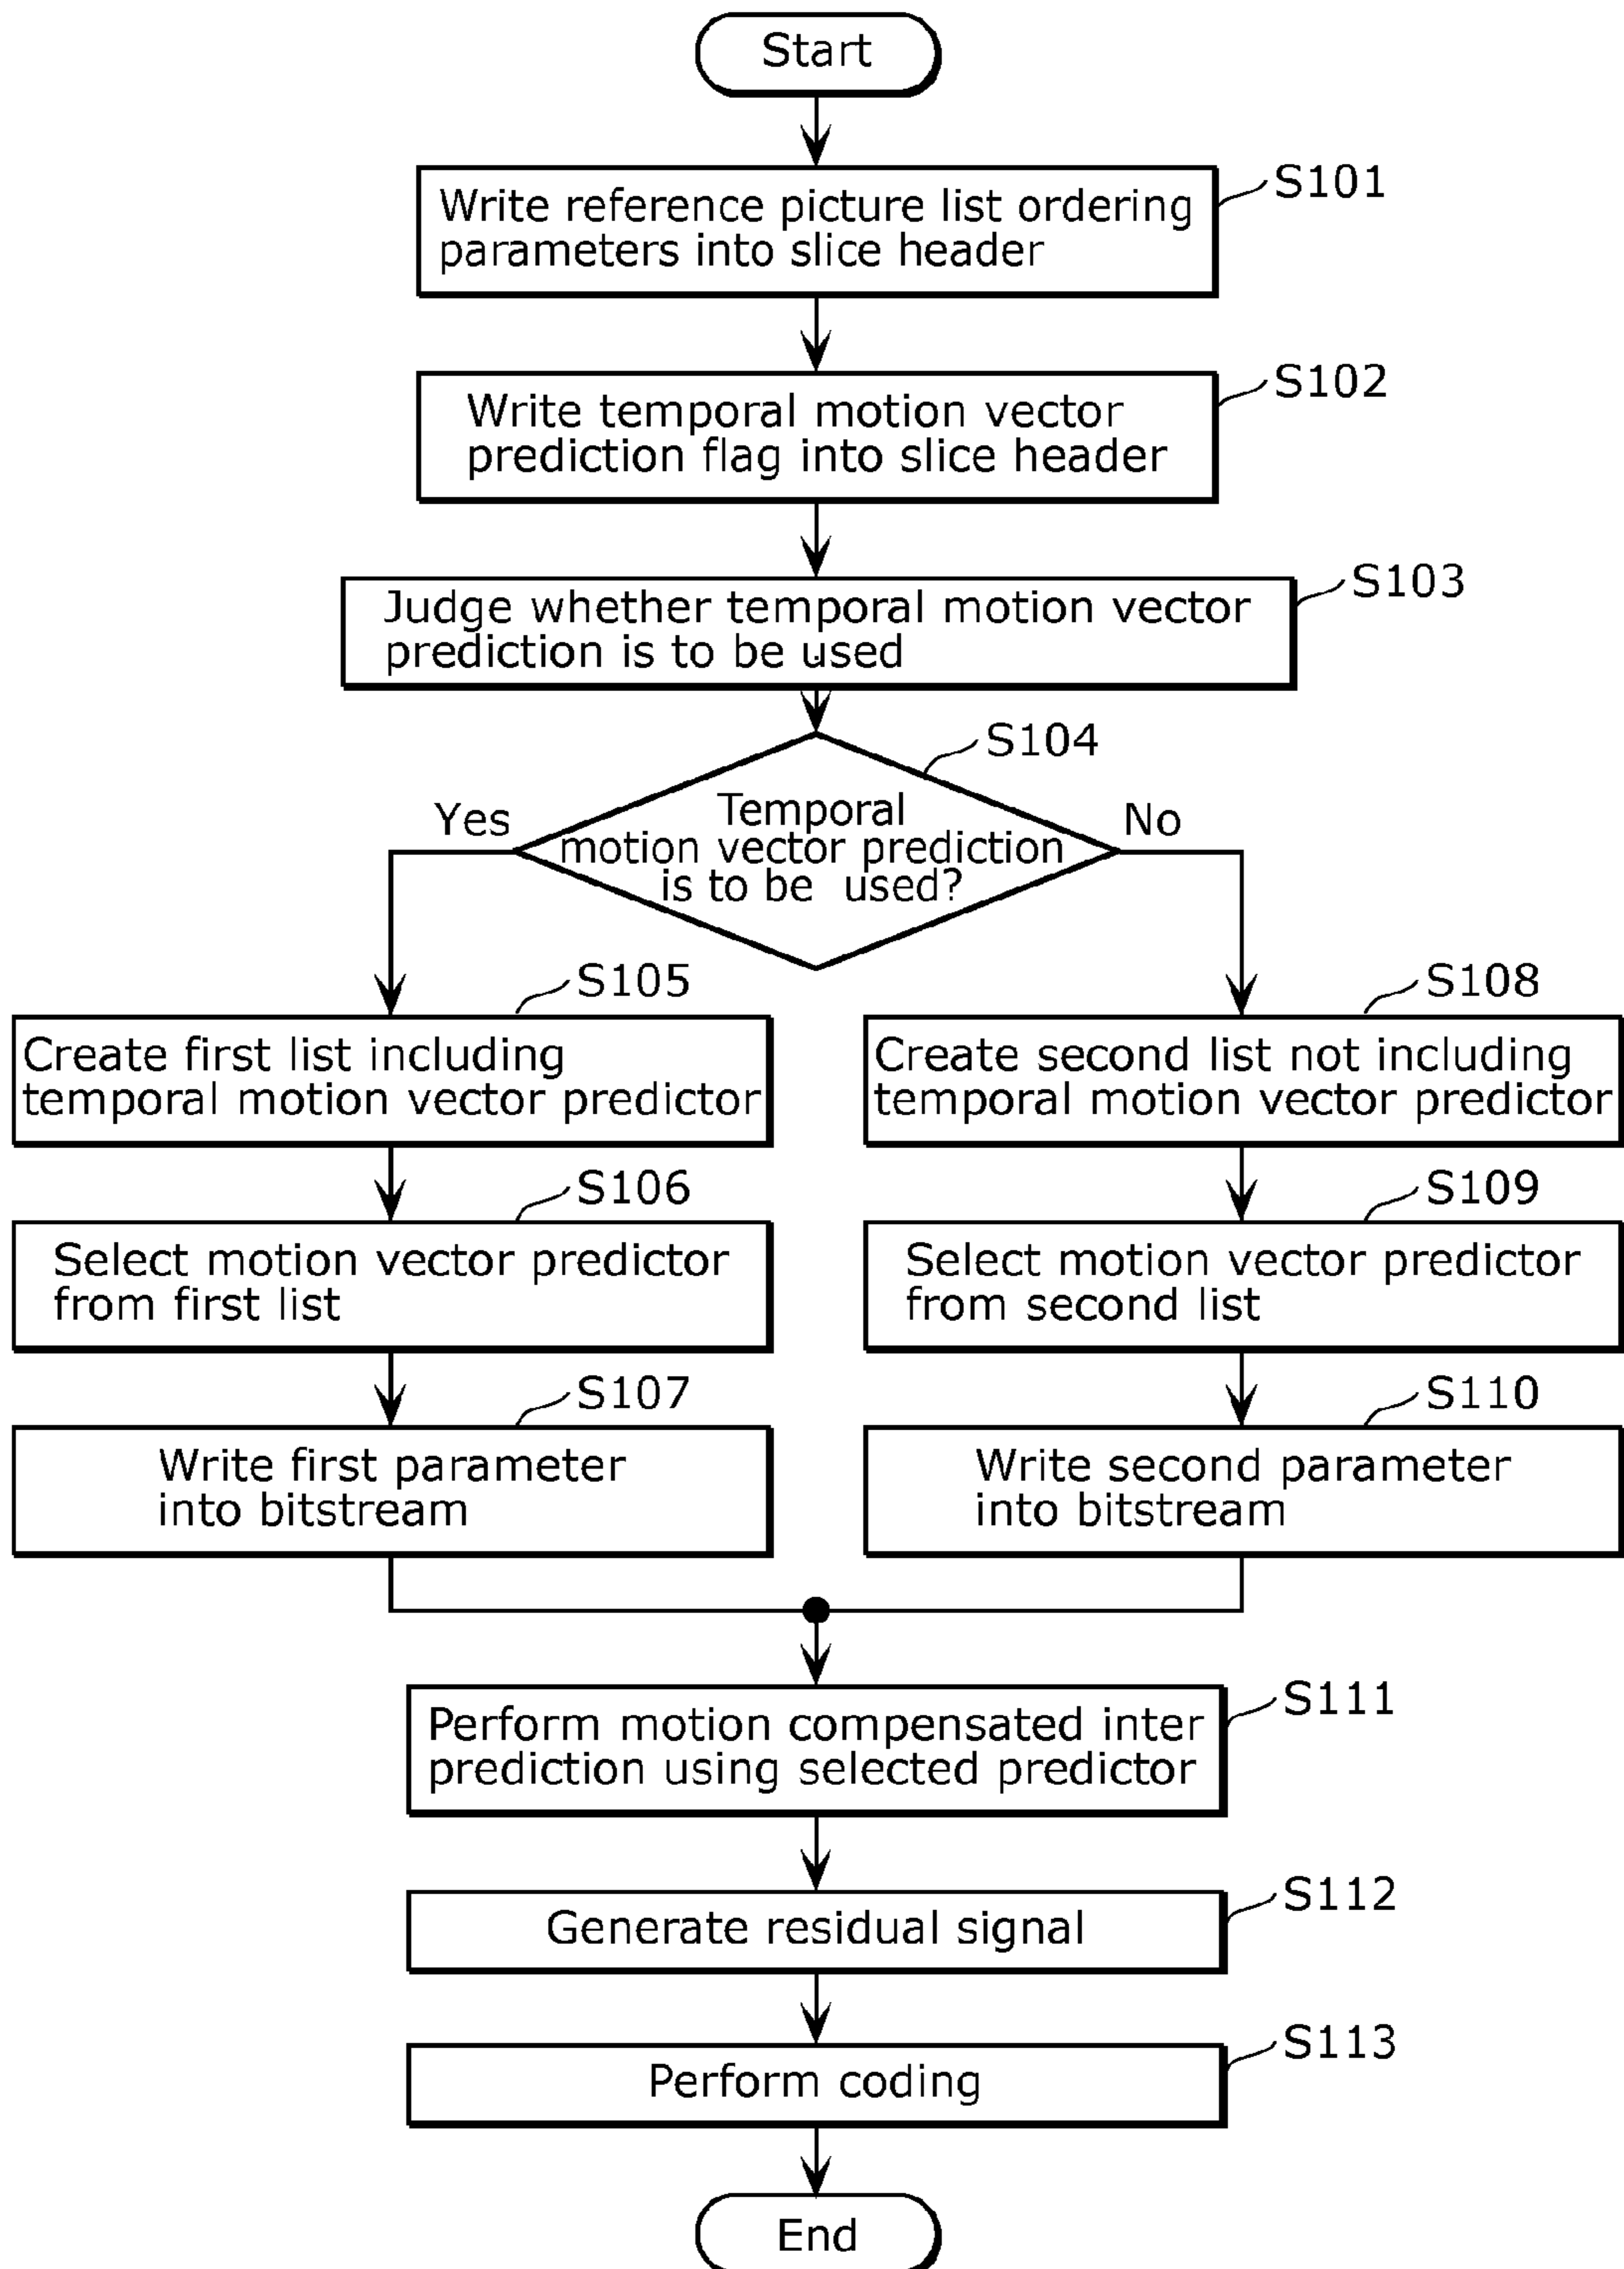 Start
S101
Write reference picture list ordering
parameters into slice header
S102
Write temporal motion vector
prediction flag into slice header
S103
Judge whether temporal motion vector
prediction is to be used
S104
Temporal
motion vector prediction
is to be used?
Yes
No
S105
Create first list including
temporal motion vector predictor
S106
Select motion vector predictor
from first list
S107
Write first parameter
into bitstream
S108
Create second list not including
temporal motion vector predictor
S109
Select motion vector predictor
from second list
S110
Write second parameter
into bitstream
S111
Perform motion compensated inter
prediction using selected predictor
S112
Generate residual signal
S113
Perform coding
End